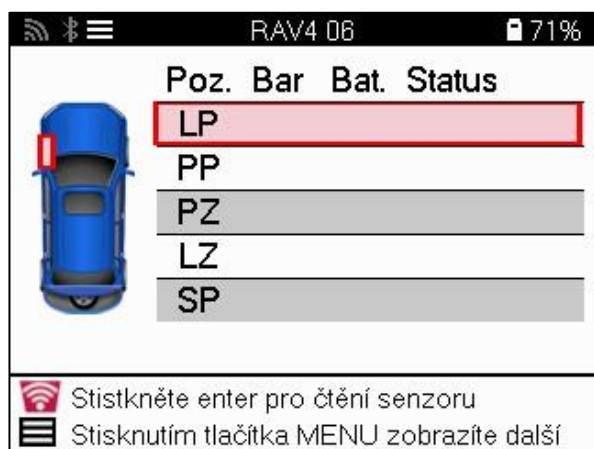 RAV4 06 71%
Poz. Bar Bat. Status
LP
PP
PZ
LZ
SP
Stistkněte enter pro čtění senzoru
Stisknutím tlačítka MENU zobrazíte další